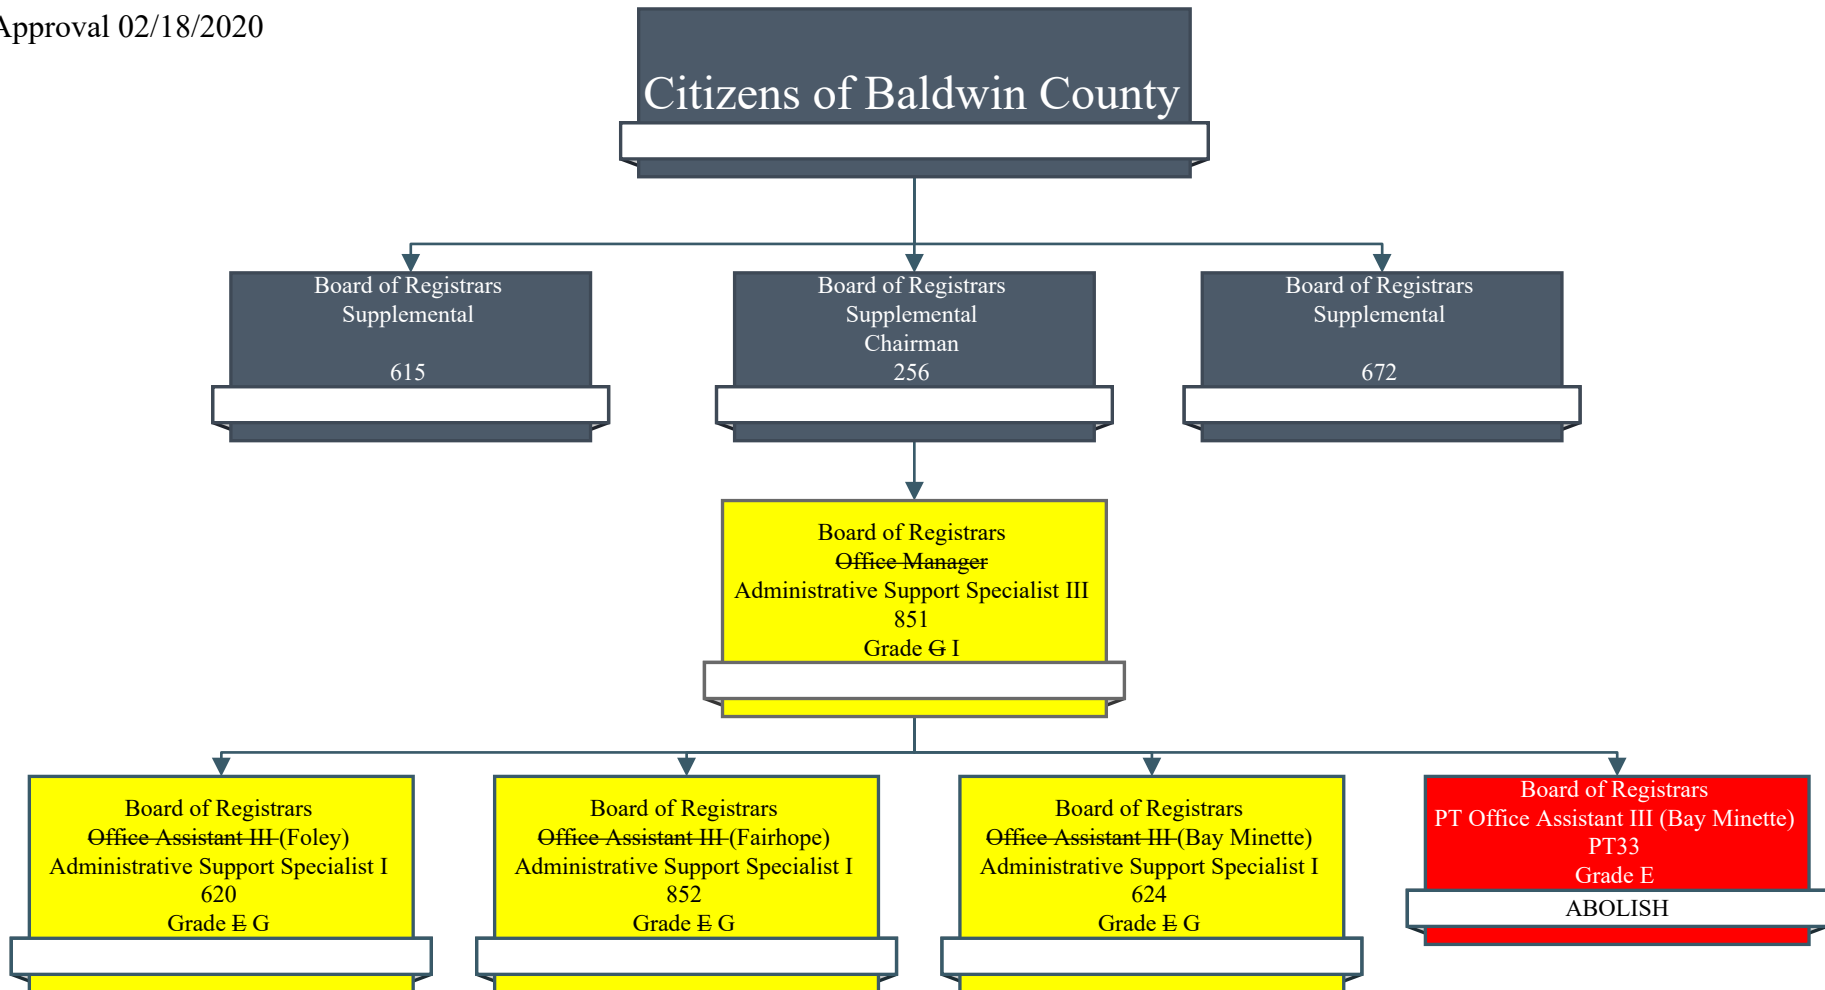 Approval 02/18/2020
Citizens of Baldwin County
Board of Registrars
Supplemental
615
Board of Registrars
Supplemental
Chairman
256
Board of Registrars
Supplemental
672
Board of Registrars
Office Manager
Administrative Support Specialist III
851
Grade G I
Board of Registrars
Office Assistant III (Foley)
Administrative Support Specialist I
620
Grade E G
Board of Registrars
Office Assistant III (Fairhope)
Administrative Support Specialist I
852
Grade E G
Board of Registrars
Office Assistant III (Bay Minette)
Administrative Support Specialist I
624
Grade E G
Board of Registrars
PT Office Assistant III (Bay Minette)
PT33
Grade E
ABOLISH